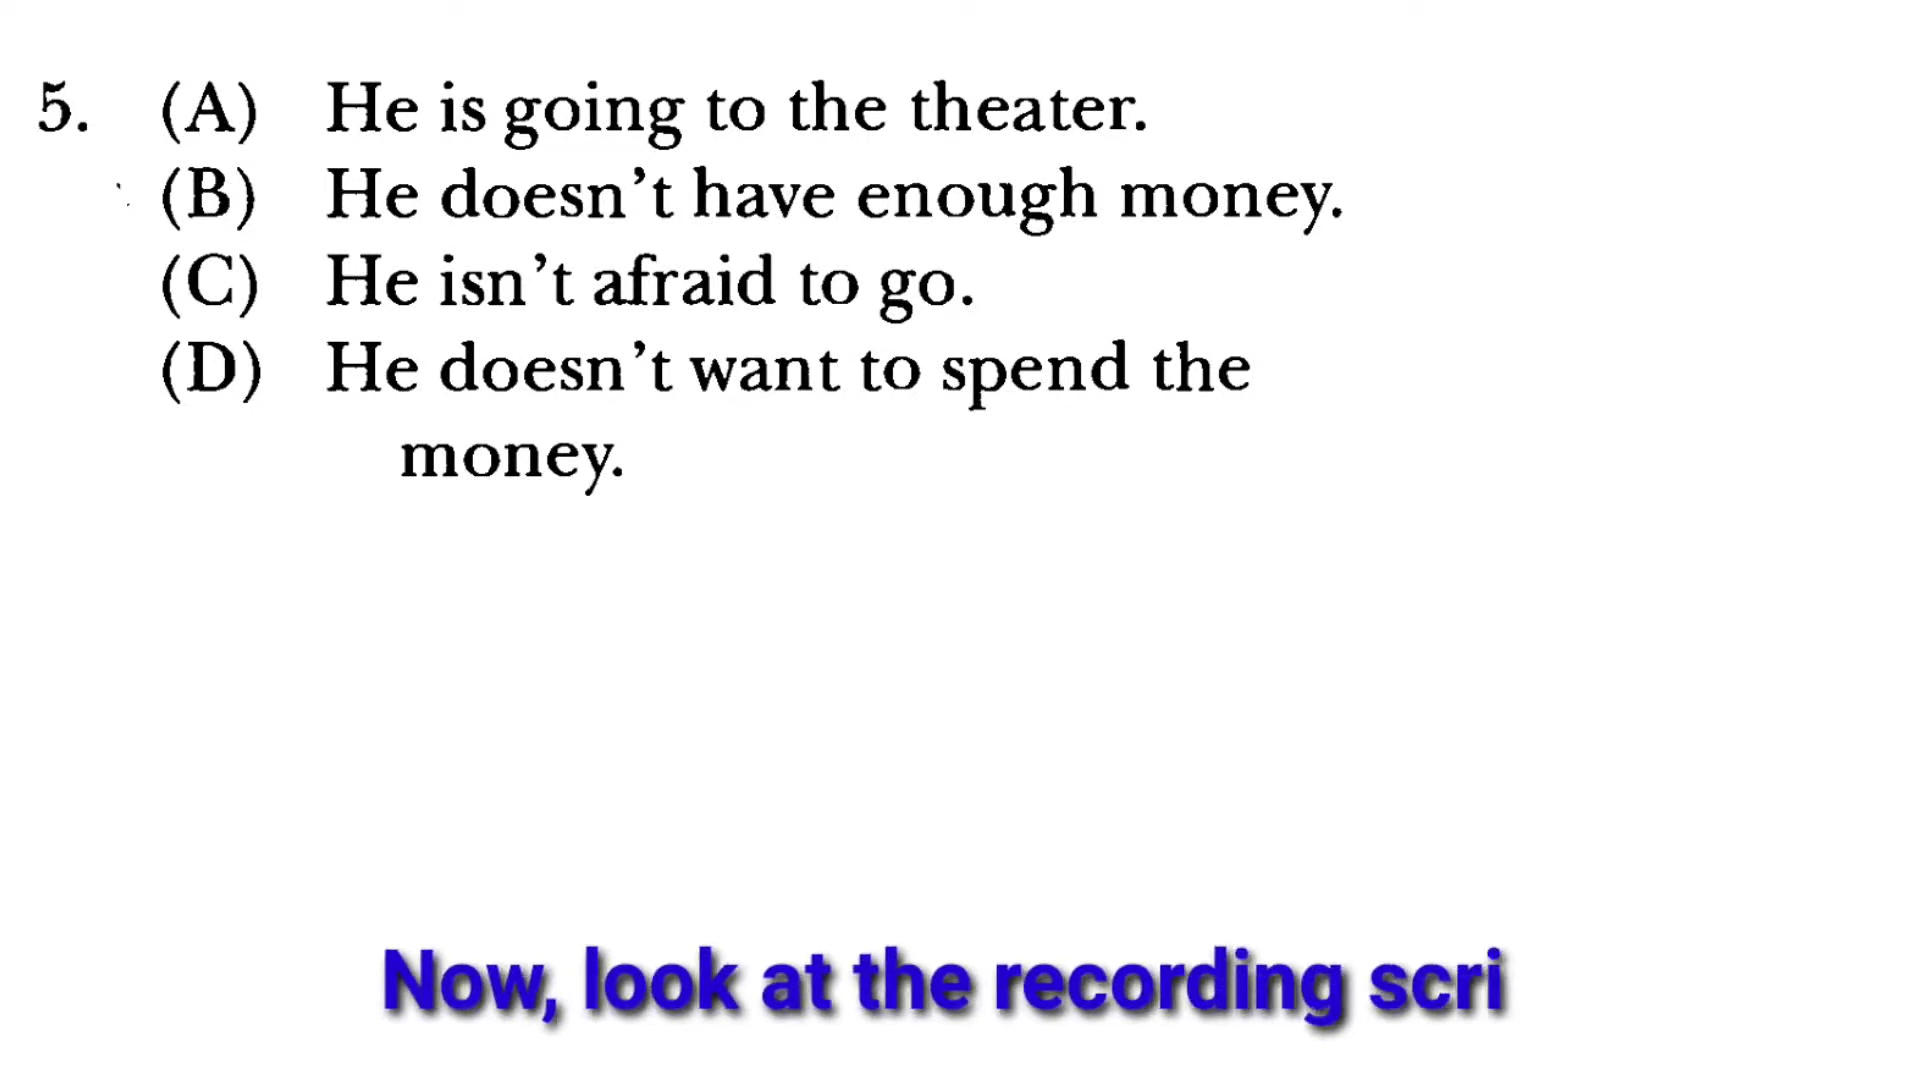 5. (A) He is going to the theater.
(B) He doesn't have enough money.
(C) He isn't afraid to go.
(D) He doesn't want to spend the
money.
Now, look at the recording scri